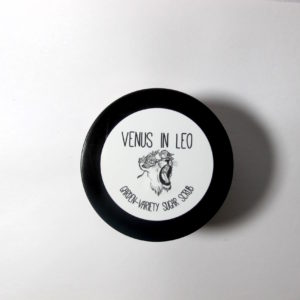 VENUS IN LEO
GARDEN-VARIETY SUGAR SCRUB